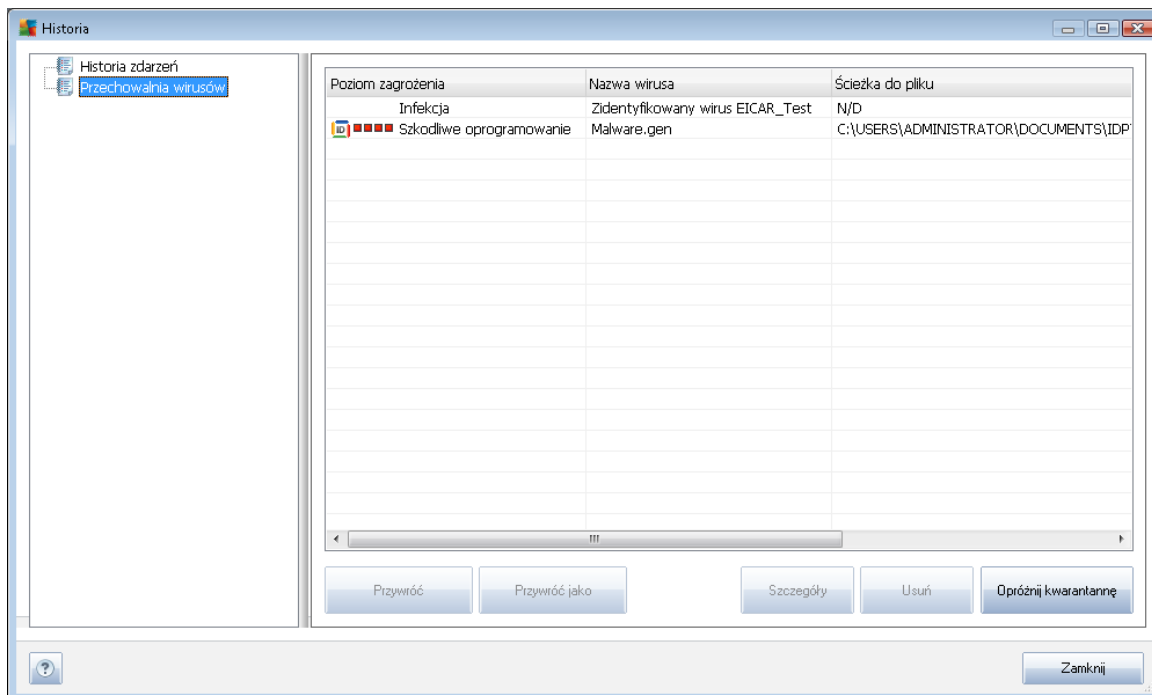 Historia
Historia zdarzeń
Przechowalnia wirusów
Poziom zagrożenia Nazwa wirusa Ścieżka do pliku
Infekcja Zidentyfikowany wirus EICAR_Test N/D
ID Szkodliwe oprogramowanie Malware.gen C:\USERS\ADMINISTRATOR\DOCUMENTS\IDP
Przywróć Przywróć jako Szczegóły Usuń Opróżnij kwarantannę
? Zamknij